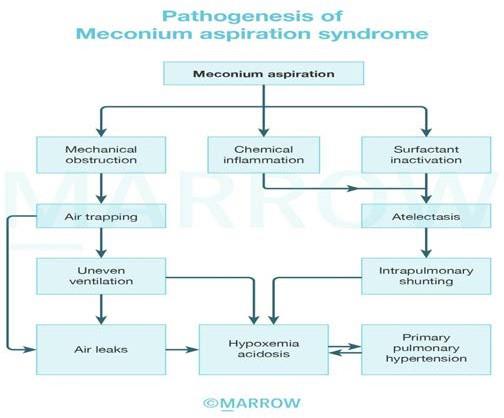 Pathogenesis of
Meconium aspiration syndrome
Meconium aspiration
Mechanical
obstruction
Chemical
inflammation
Surfactant
inactivation
MARROW
Air trapping
Atelectasis
Uneven
ventilation
Intrapulmonary
shunting
Air leaks
Hypoxemia
acidosis
Primary
pulmonary
hypertension
©MARROW